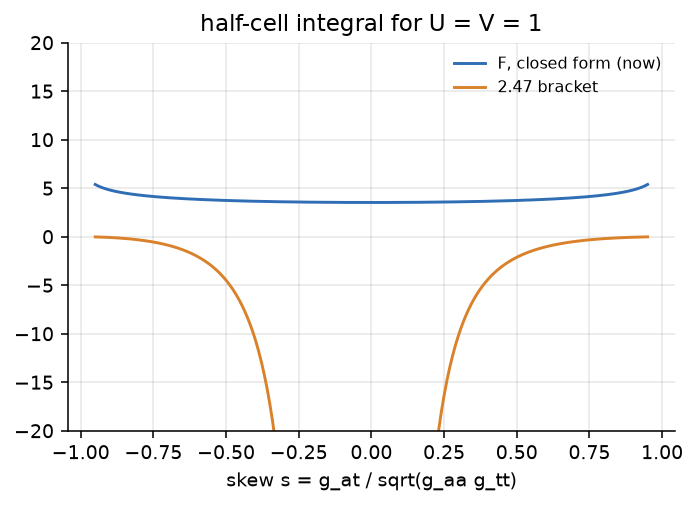 half-cell integral for U = V = 1
F, closed form (now)
2.47 bracket
20
15
10
5
0
−5
−10
−15
−20
−1.00 −0.75 −0.50 −0.25 0.00 0.25 0.50 0.75 1.00
skew s = g_at / sqrt(g_aa g_tt)